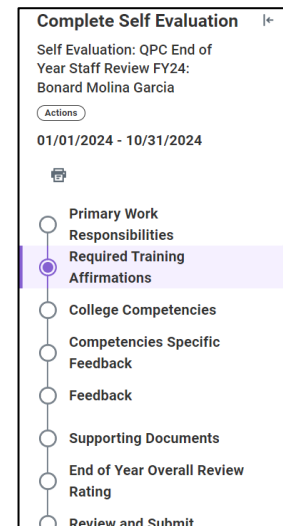 Complete Self Evaluation
Self Evaluation: QPC End of
Year Staff Review FY24:
Bonard Molina Garcia
Actions
01/01/2024 - 10/31/2024
Primary Work
Responsibilities
Required Training
Affirmations
College Competencies
Competencies Specific
Feedback
Feedback
Supporting Documents
End of Year Overall Review
Rating
Review and Submit